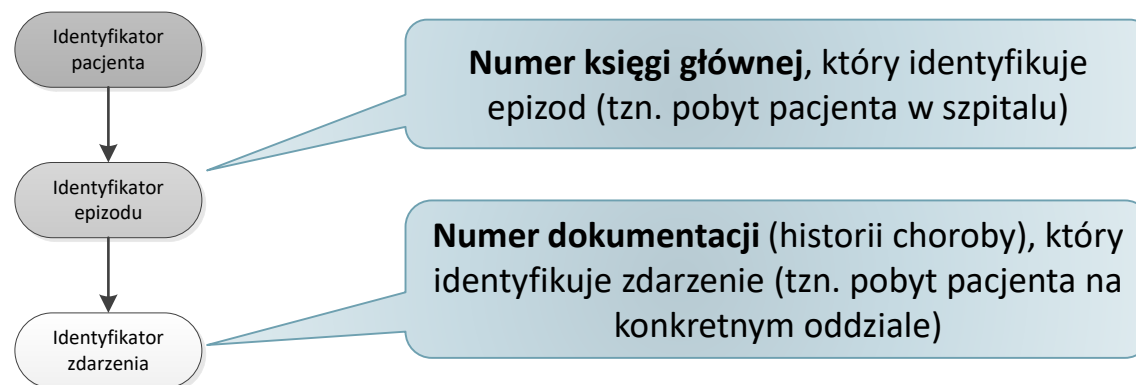 Identyfikator
pacjenta
Numer księgi głównej, który identyfikuje
epizod (tzn. pobyt pacjenta w szpitalu)
Identyfikator
epizodu
Numer dokumentacji (historii choroby), który
identyfikuje zdarzenie (tzn. pobyt pacjenta na
konkretnym oddziale)
Identyfikator
zdarzenia